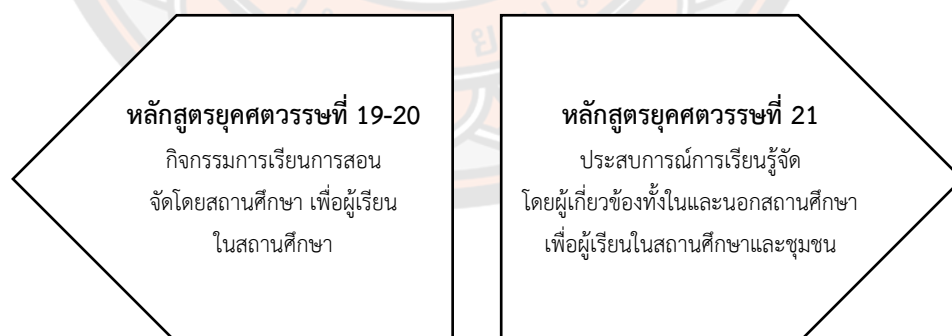 หลักสูตรยุคศตวรรษที่ 19-20
กิจกรรมการเรียนการสอน
จัดโดยสถานศึกษา เพื่อผู้เรียน
ในสถานศึกษา
หลักสูตรยุคศตวรรษที่ 21
ประสบการณ์การเรียนรู้จัด
โดยผู้เกี่ยวข้องทั้งในและนอกสถานศึกษา
เพื่อผู้เรียนในสถานศึกษาและชุมชน